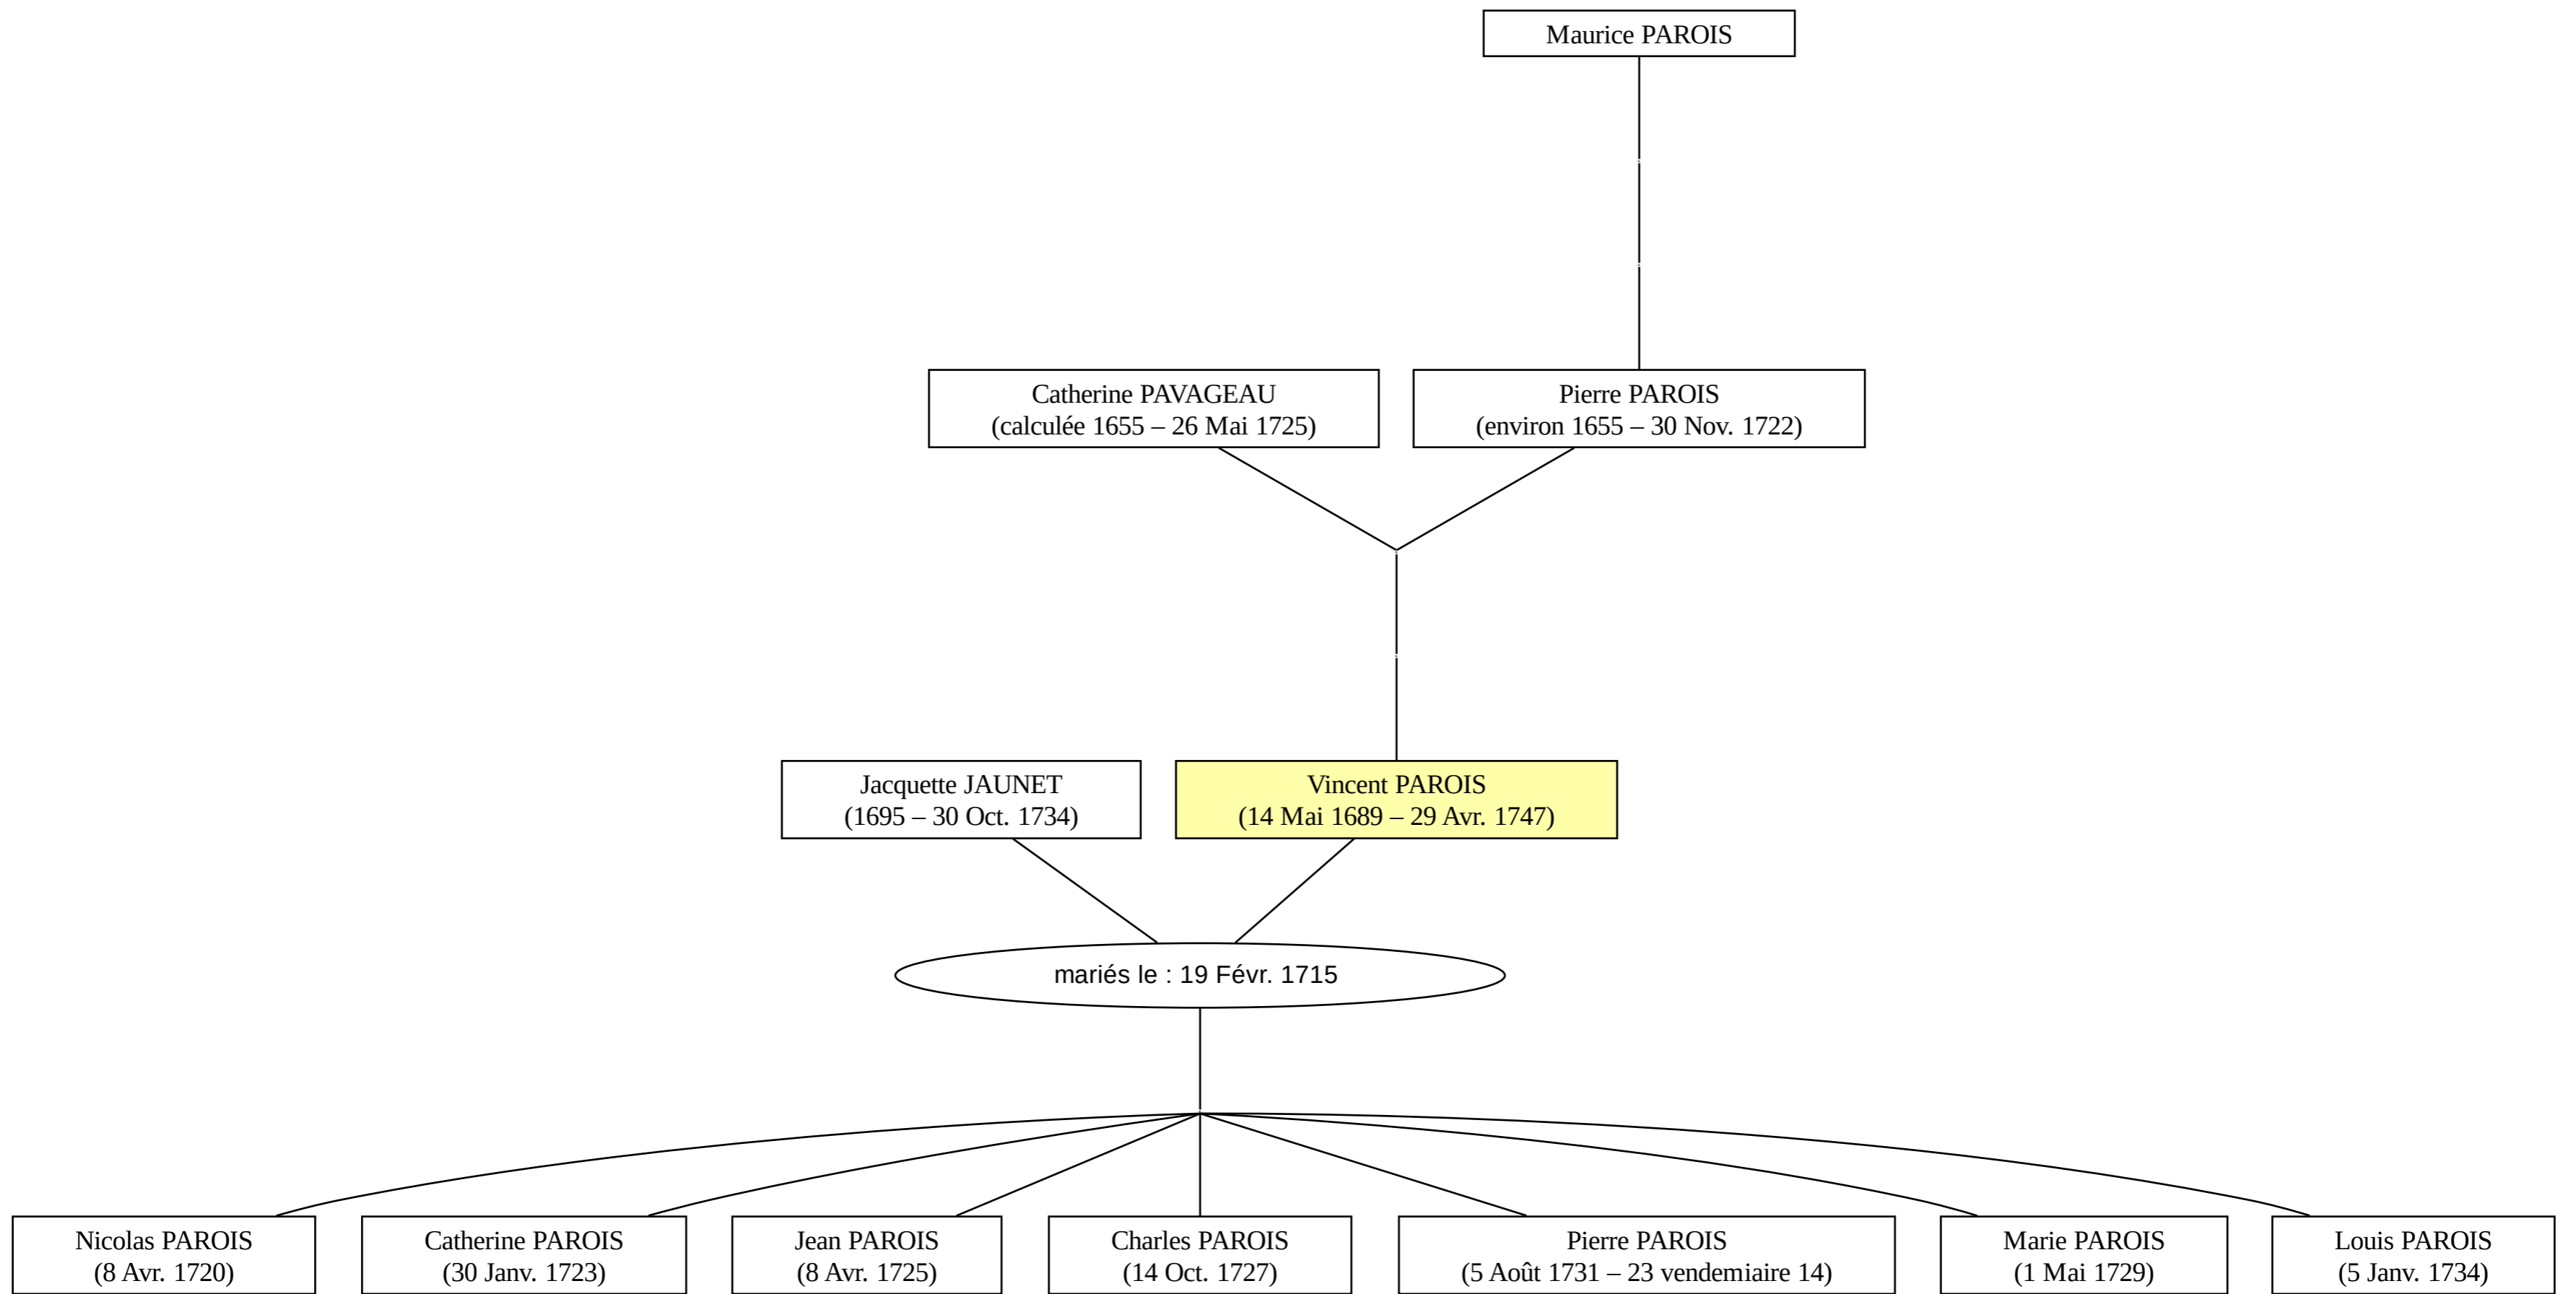 Maurice PAROIS
Catherine PAVAGEAU
(calculée 1655 – 26 Mai 1725)
Pierre PAROIS
(environ 1655 – 30 Nov. 1722)
Jacquette JAUNET
(1695 – 30 Oct. 1734)
Vincent PAROIS
(14 Mai 1689 – 29 Avr. 1747)
mariés le : 19 Févr. 1715
Nicolas PAROIS
(8 Avr. 1720)
Catherine PAROIS
(30 Janv. 1723)
Jean PAROIS
(8 Avr. 1725)
Charles PAROIS
(14 Oct. 1727)
Pierre PAROIS
(5 Août 1731 – 23 vendemiaire 14)
Marie PAROIS
(1 Mai 1729)
Louis PAROIS
(5 Janv. 1734)